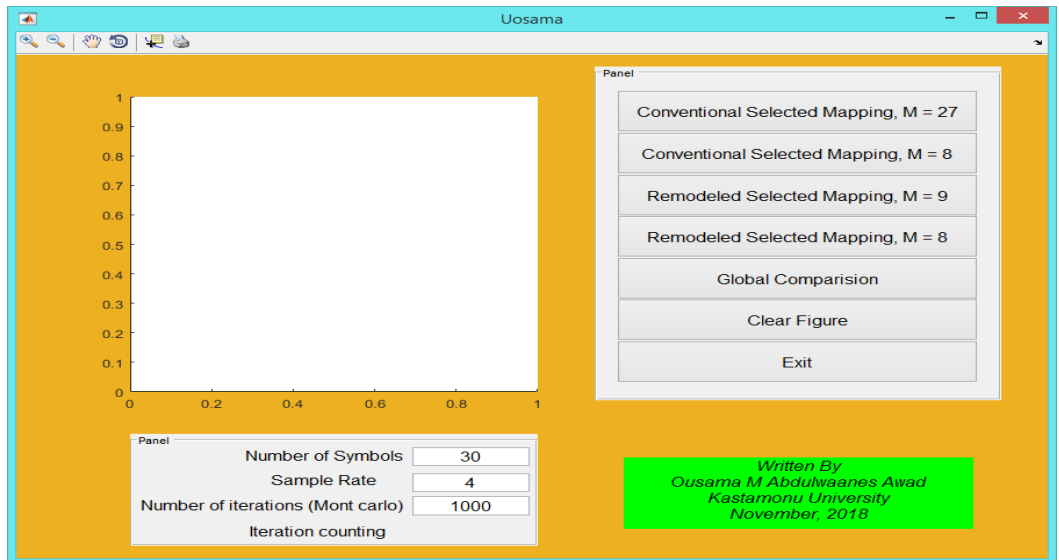 Uosama
Panel
Conventional Selected Mapping, M = 27
Conventional Selected Mapping, M = 8
Remodeled Selected Mapping, M = 9
Remodeled Selected Mapping, M = 8
Global Comparision
Clear Figure
Exit
1
0.9
0.8
0.7
0.6
0.5
0.4
0.3
0.2
0.1
0
0 0.2 0.4 0.6 0.8 1
Panel
Number of Symbols 30
Sample Rate 4
Number of iterations (Mont carlo) 1000
Iteration counting
Written By
Ousama M Abdulwaanes Awad
Kastamonu University
November, 2018